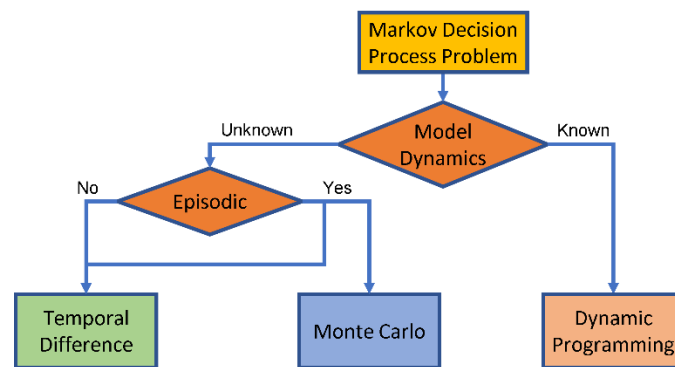 Markov Decision
Process Problem
Unknown
Model
Dynamics
Known
No
Episodic
Yes
Temporal
Difference
Monte Carlo
Dynamic
Programming